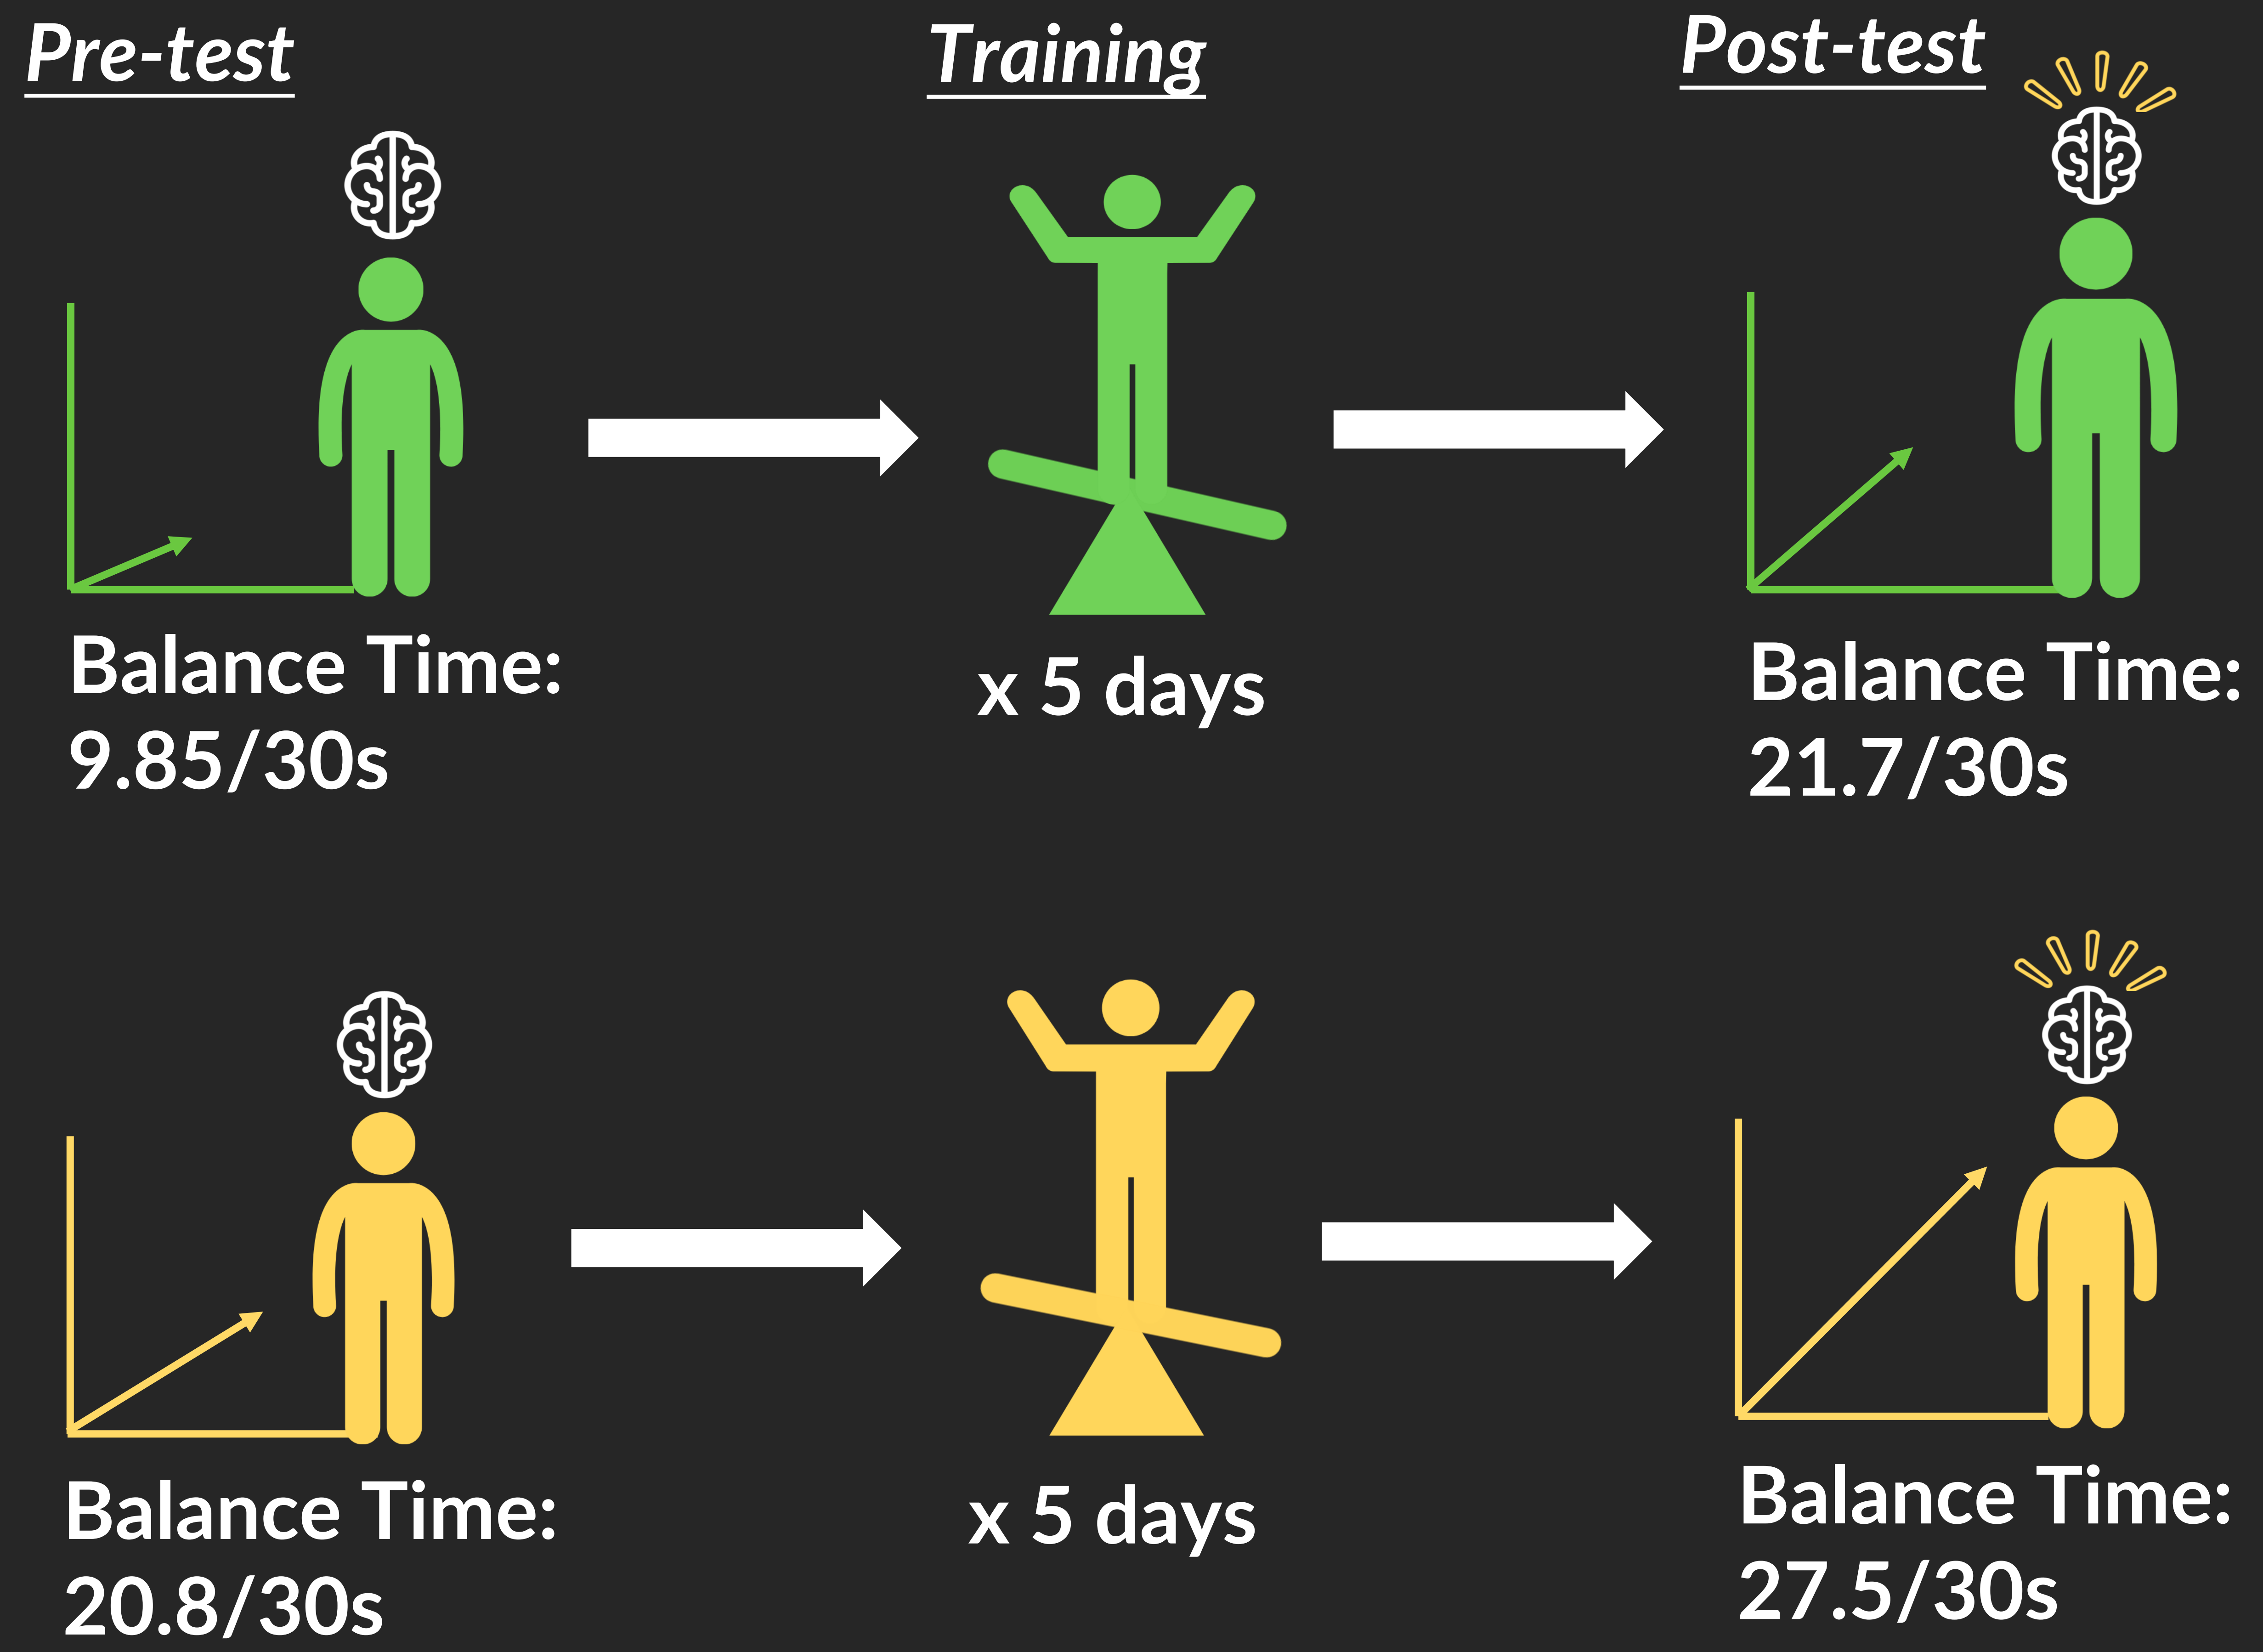 Pre-test
Training
Post-test
Balance Time:
9.85/30s
x 5 days
Balance Time:
21.7/30s
Balance Time:
20.8/30s
x 5 days
Balance Time:
27.5/30s